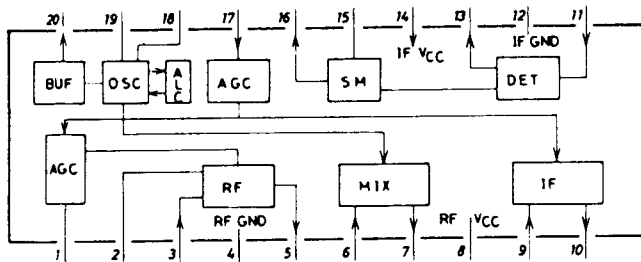 20 19 18 17 16 15 14 13 12 11
IF VCC IF GND
BUF OSC ALC AGC SM DET
AGC RF MIX IF
RF GND RF VCC
1 2 3 4 5 6 7 8 9 10